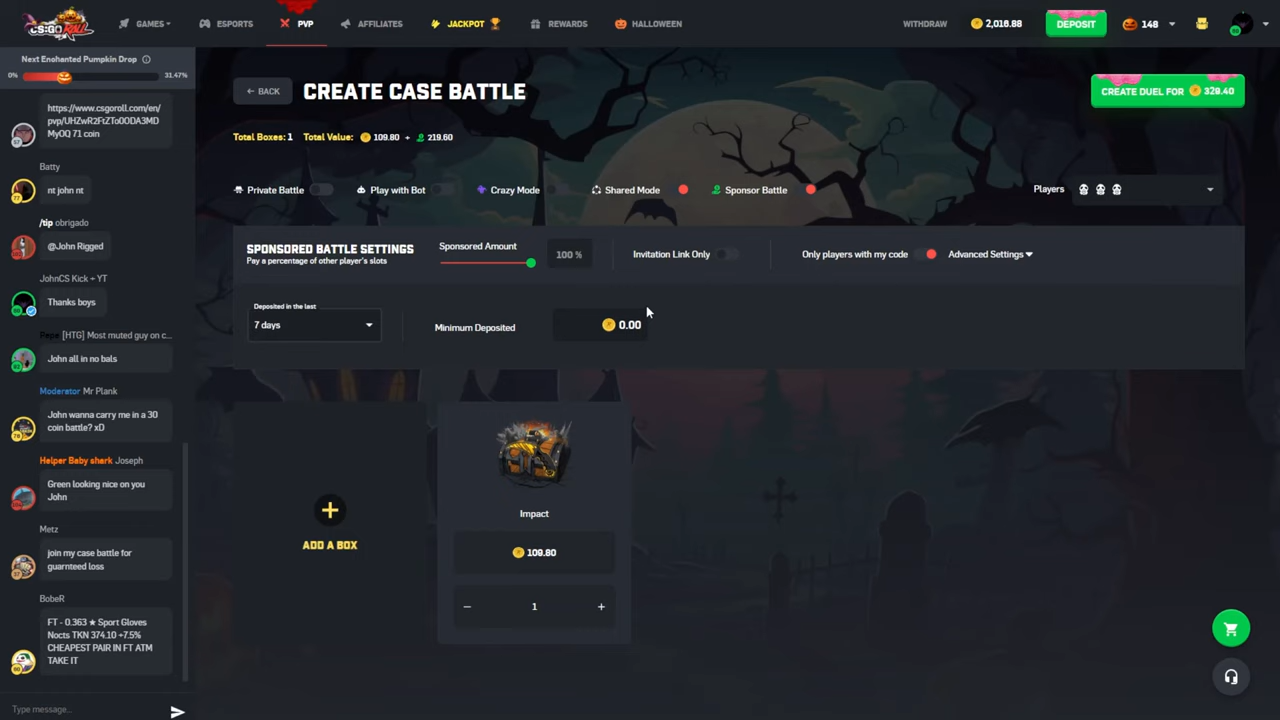 CS:GO ROLL
GAMES
ESPORTS
PVP
AFFILIATES
JACKPOT
REWARDS
HALLOWEEN
WITHDRAW
2,016.88
DEPOSIT
148
Next Enchanted Pumpkin Drop
0%
31.47%
https://www.csgoroll.com/en/
pvp/UHZwR2FtZTo0ODA3MD
MyOQ 71 coin
Batty
nt john nt
/tip obrigado
@John Rigged
JohnCS Kick + YT
Thanks boys
Papa [HTG] Most muted guy on c...
John all in no bals
Moderator Mr Plank
John wanna carry me in a 30
coin battle? xD
Helper Baby shark Joseph
Green looking nice on you
John
Metz
join my case battle for
guarnteed loss
BobeR
FT - 0.363 ★ Sport Gloves
Nocts TKN 374.10 +7.5%
CHEAPEST PAIR IN FT ATM
TAKE IT
Type message...
← BACK
CREATE CASE BATTLE
CREATE DUEL FOR 329.40
Total Boxes: 1 Total Value: 109.80 + 219.60
Private Battle
Play with Bot
Crazy Mode
Shared Mode
Sponsor Battle
Players
SPONSORED BATTLE SETTINGS
Pay a percentage of other player's slots
Sponsored Amount
100 %
Invitation Link Only
Only players with my code
Advanced Settings
Deposited in the last
7 days
Minimum Deposited
0.00
ADD A BOX
Impact
109.80
1